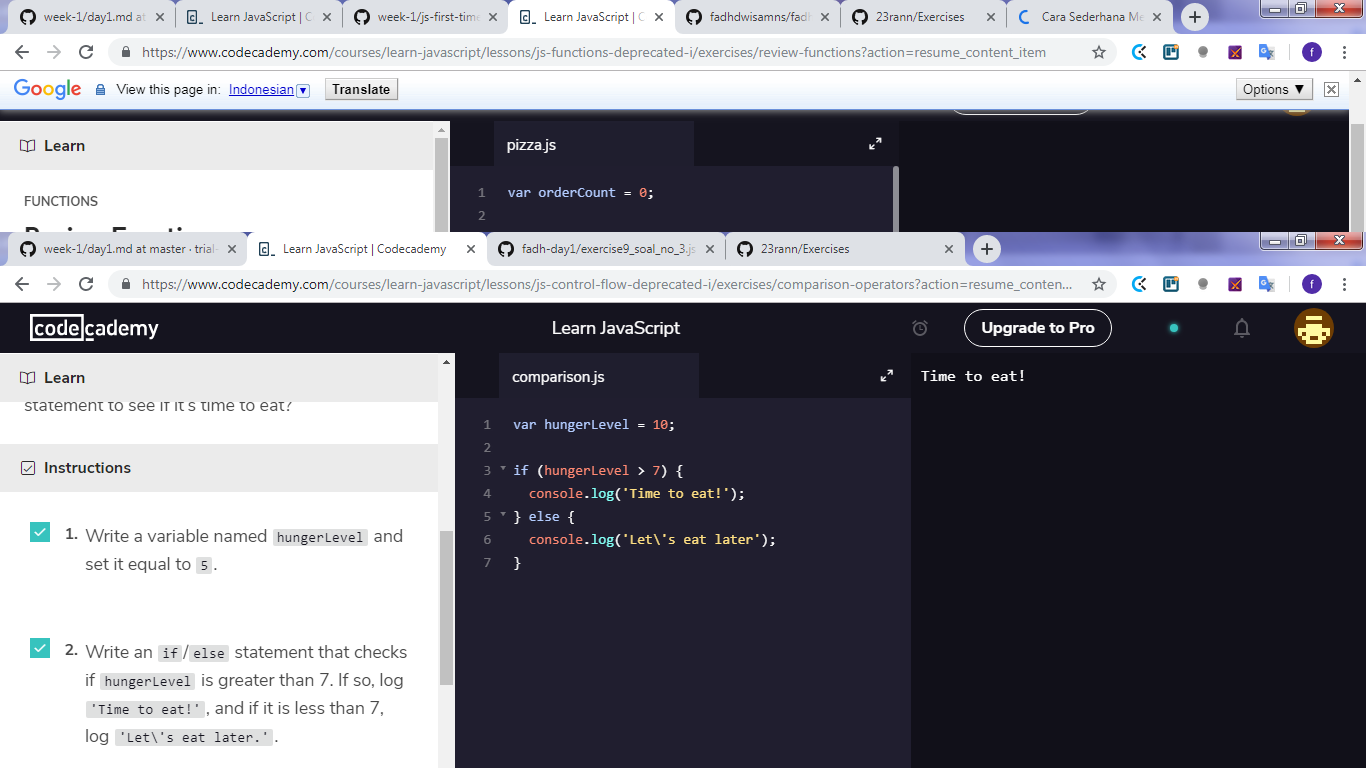 week-1/day1.md at
Learn JavaScript | C
week-1/js-first-time
Learn JavaScript | C
fadhdwisamns/fadh
23rann/Exercises
Cara Sederhana Me
https://www.codecademy.com/courses/learn-javascript/lessons/js-functions-deprecated-i/exercises/review-functions?action=resume_content_item
f
Google View this page in: Indonesian Translate Options ▼
Learn
pizza.js
FUNCTIONS
1 var orderCount = 0;
2
week-1/day1.md at master · trial-
Learn JavaScript | Codecademy
fadh-day1/exercise9_soal_no_3.js
23rann/Exercises
https://www.codecademy.com/courses/learn-javascript/lessons/js-control-flow-deprecated-i/exercises/comparison-operators?action=resume_conten...
f
codecademy
Learn JavaScript
Upgrade to Pro
Learn
statement to see if it's time to eat?
Instructions
1. Write a variable named hungerLevel and
set it equal to 5.
2. Write an if/else statement that checks
if hungerLevel is greater than 7. If so, log
'Time to eat!', and if it is less than 7,
log 'Let\'s eat later.'.
comparison.js
1 var hungerLevel = 10;
2
3 if (hungerLevel > 7) {
4 console.log('Time to eat!');
5 } else {
6 console.log('Let\'s eat later');
7 }
Time to eat!